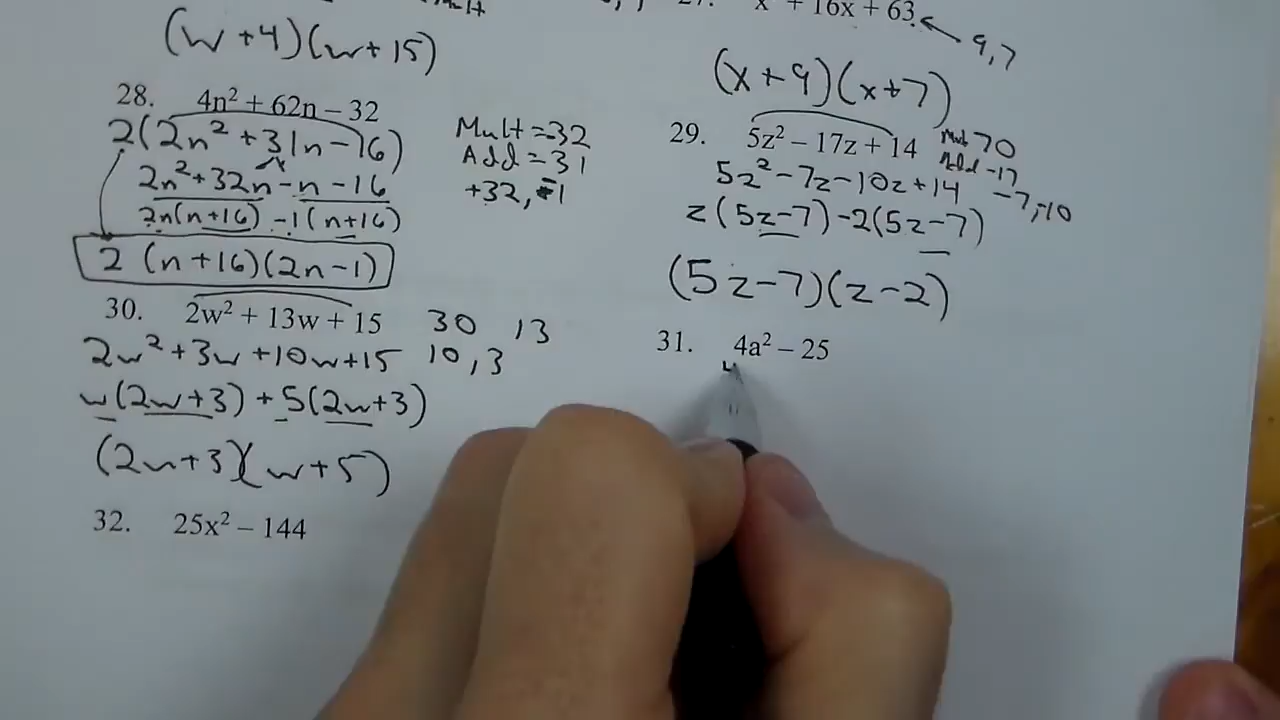 27. x² + 16x + 63
9, 7
(w+4)(w+15)
(x+9)(x+7)
28. 4n² + 62n – 32
2(2n² + 31n – 16)
2n² + 32n – n – 16
2n(n+16) – 1(n+16)
2 (n+16)(2n–1)
Mult = -32
Add = 31
+32, -1
29. 5z² – 17z + 14
Mult 70
Add -17
-7, -10
5z² – 7z – 10z + 14
z(5z–7) –2(5z–7)
(5z–7)(z–2)
30. 2w² + 13w + 15
30 13
2w² + 3w + 10w + 15
10, 3
w(2w+3) + 5(2w+3)
(2w+3)(w+5)
31. 4a² – 25
32. 25x² – 144